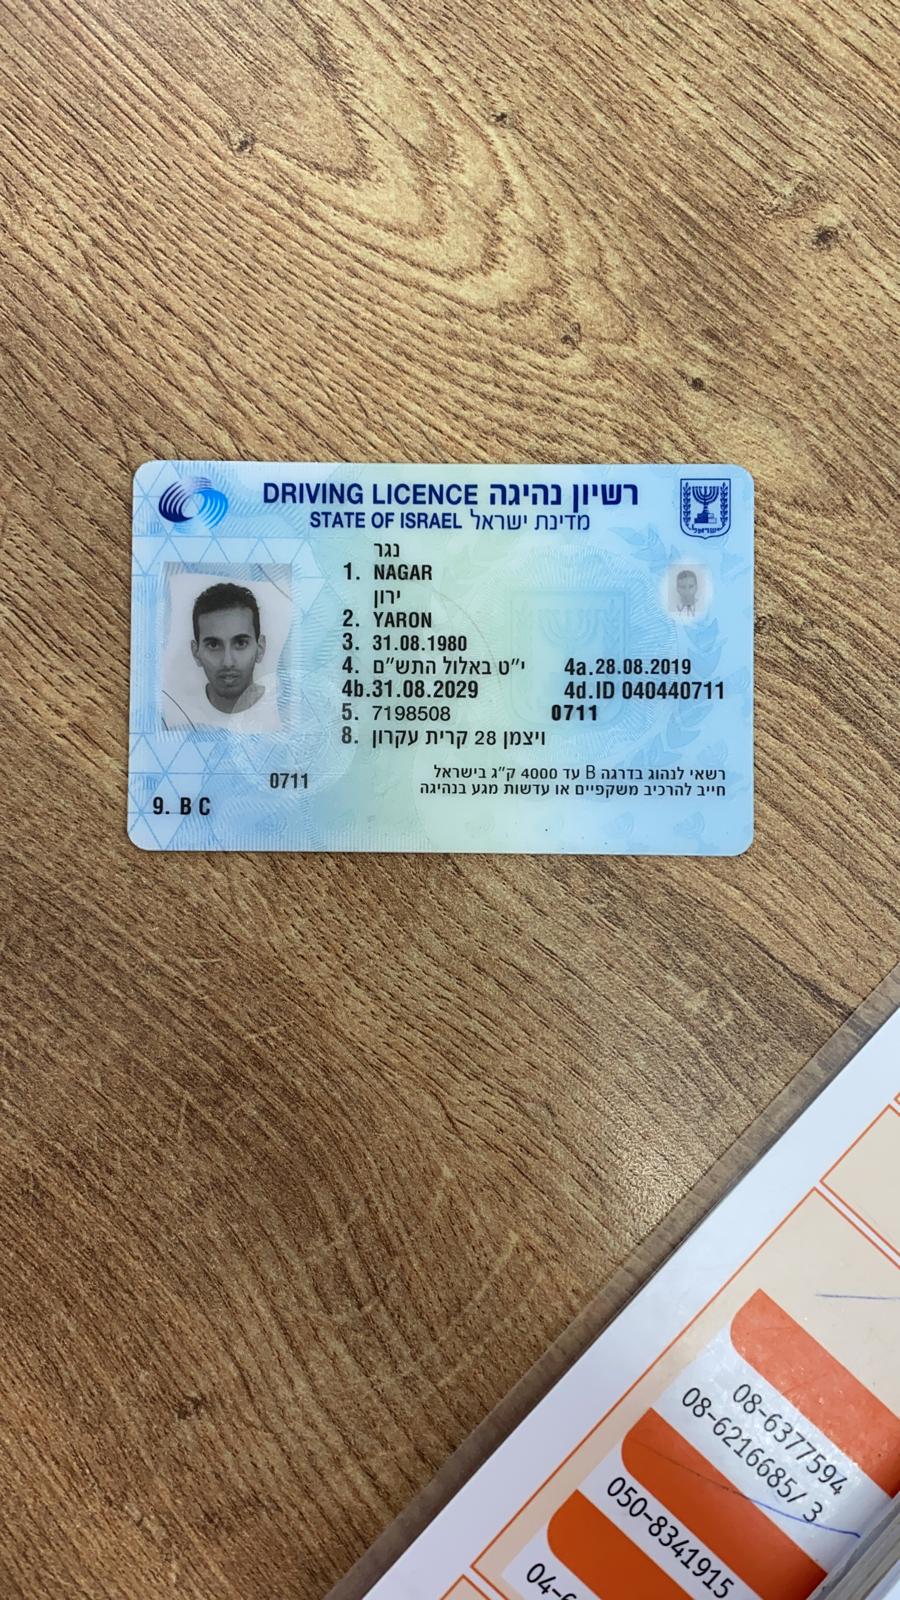 DRIVING LICENCE רשיון נהיגה
STATE OF ISRAEL מדינת ישראל
נגר
1. NAGAR
ירון
2. YARON
3. 31.08.1980
4. י״ט באלול התש״ם 4a.28.08.2019
4b.31.08.2029 4d.ID 040440711
5. 7198508 0711
8. ויצמן 28 קרית עקרון
רשאי לנהוג בדרגה B עד 4000 ק״ג בישראל
חייב להרכיב משקפיים או עדשות מגע בנהיגה
0711
9. B C
ישראל
YN
08-6377594
08-6216685/3
050-8341915